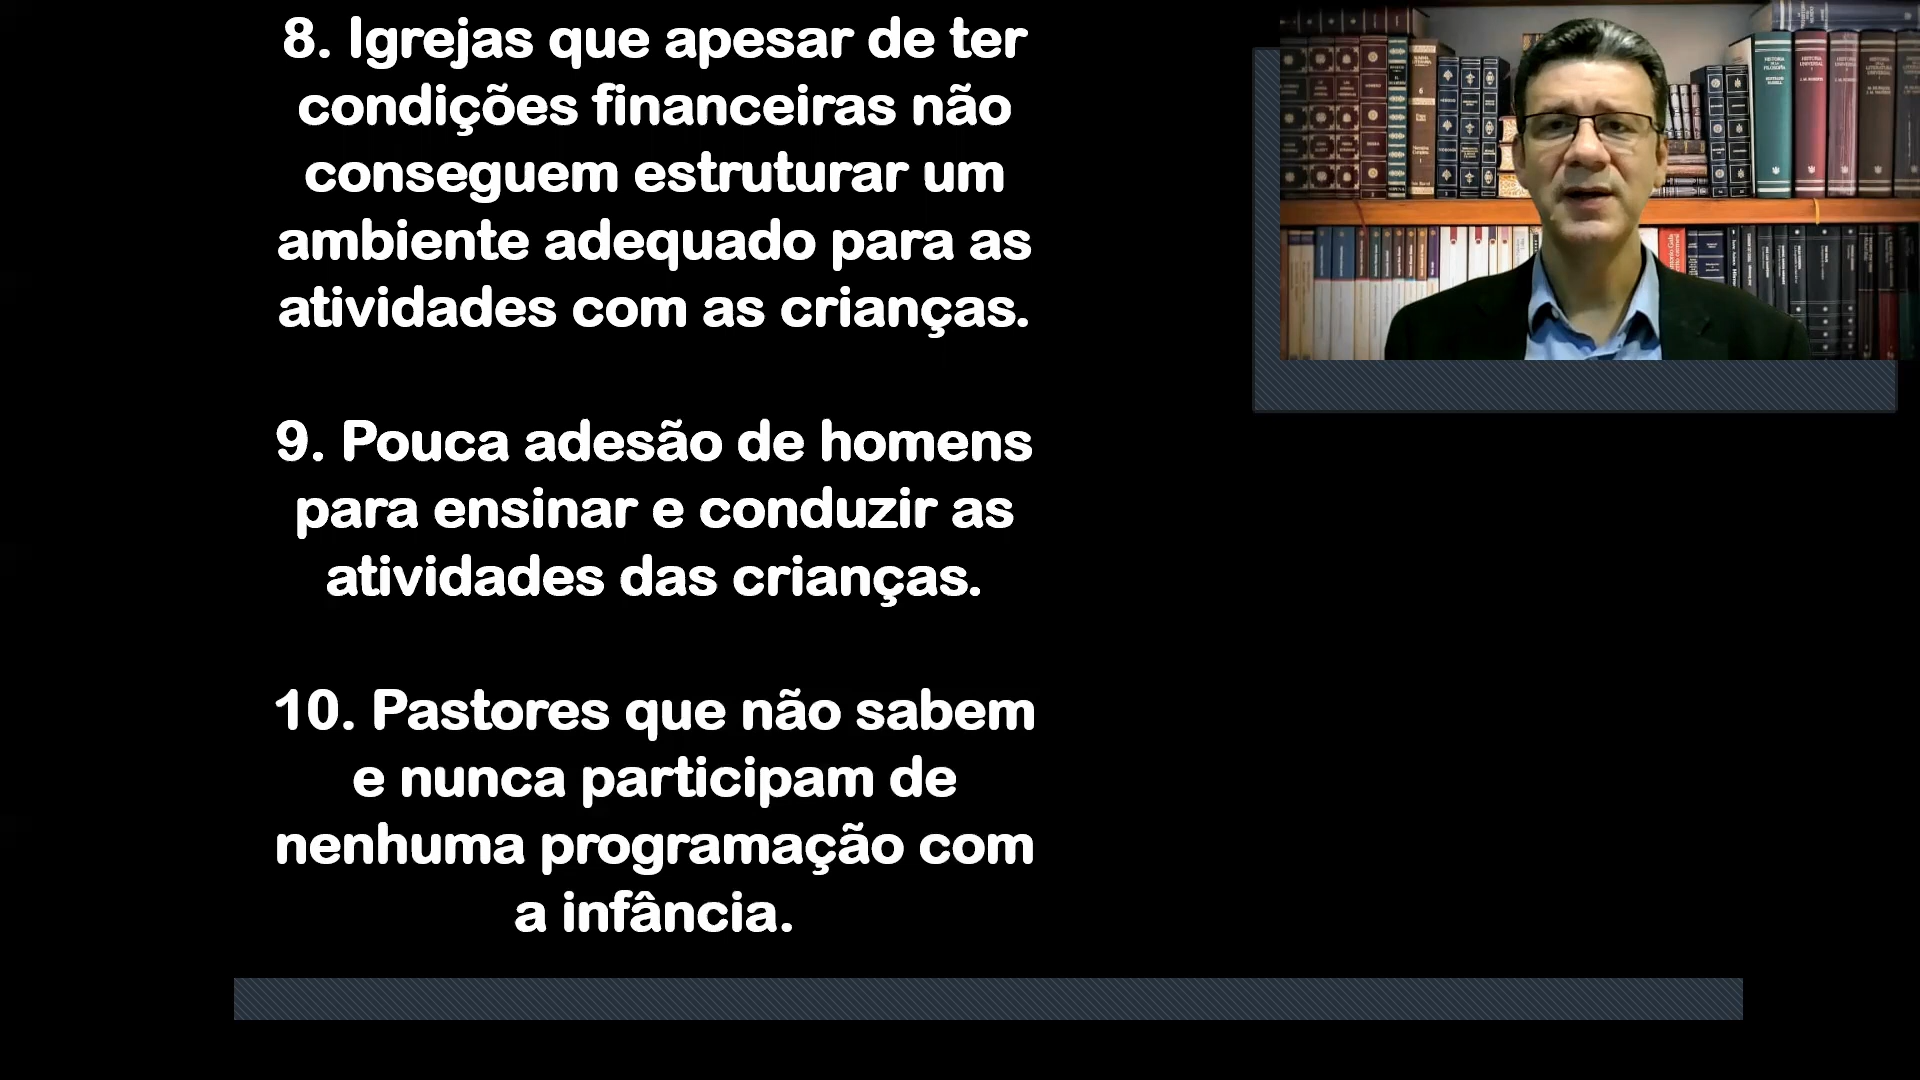 8. Igrejas que apesar de ter
condições financeiras não
conseguem estruturar um
ambiente adequado para as
atividades com as crianças.
9. Pouca adesão de homens
para ensinar e conduzir as
atividades das crianças.
10. Pastores que não sabem
e nunca participam de
nenhuma programação com
a infância.